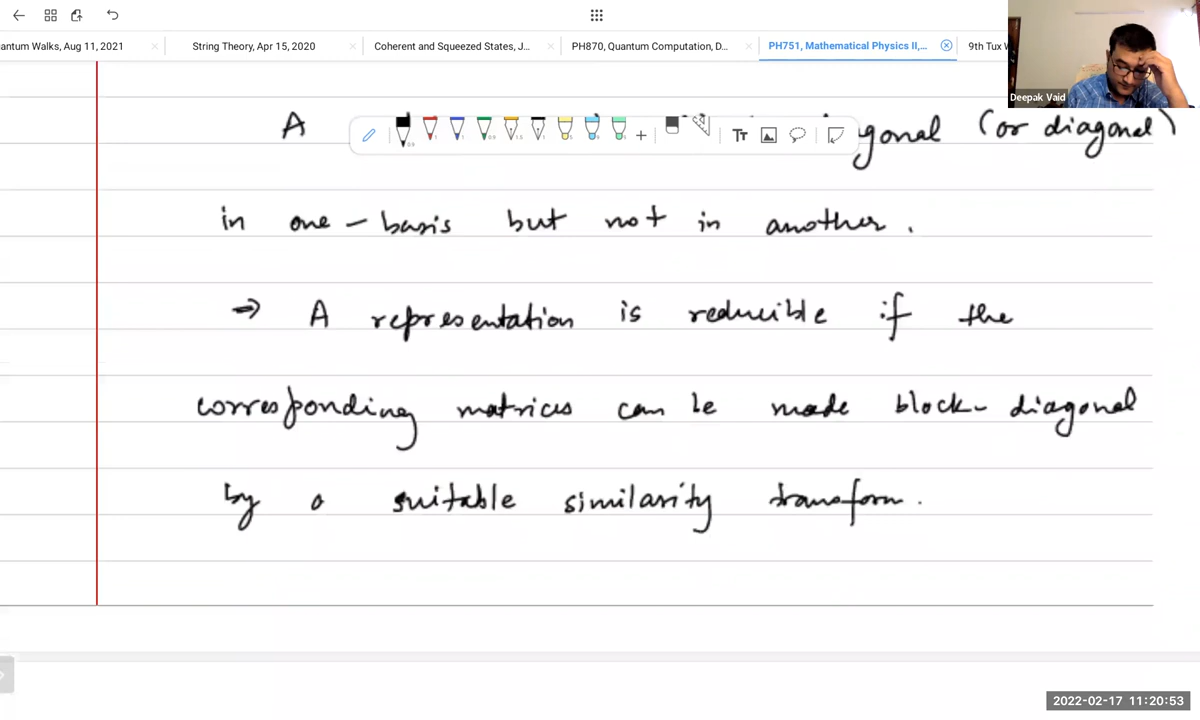 antum Walks, Aug 11, 2021 String Theory, Apr 15, 2020 Coherent and Squeezed States, J... PH870, Quantum Computation, D... PH751, Mathematical Physics II,... 9th Tux W
Deepak Vaid
A gonal (or diagonal)
in one - basis but not in another.
⇒ A representation is reducible if the
corresponding matrices can be made block-diagonal
by a suitable similarity transform.
2022-02-17 11:20:53